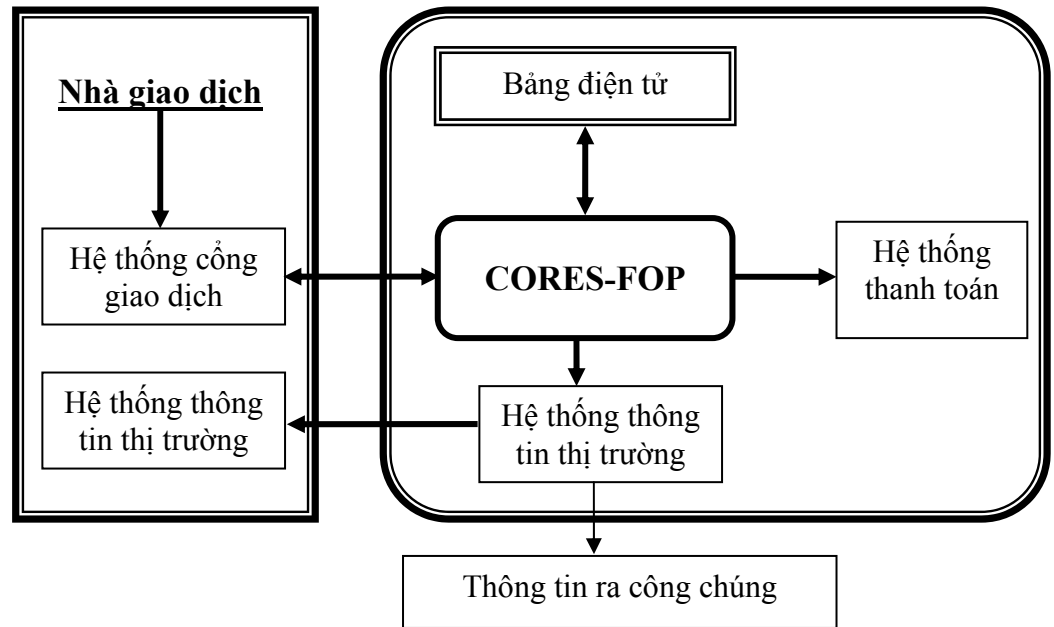 Nhà giao dịch
Bảng điện tử
Hệ thống cổng
giao dịch
CORES-FOP
Hệ thống
thanh toán
Hệ thống thông
tin thị trường
Hệ thống thông
tin thị trường
Thông tin ra công chúng